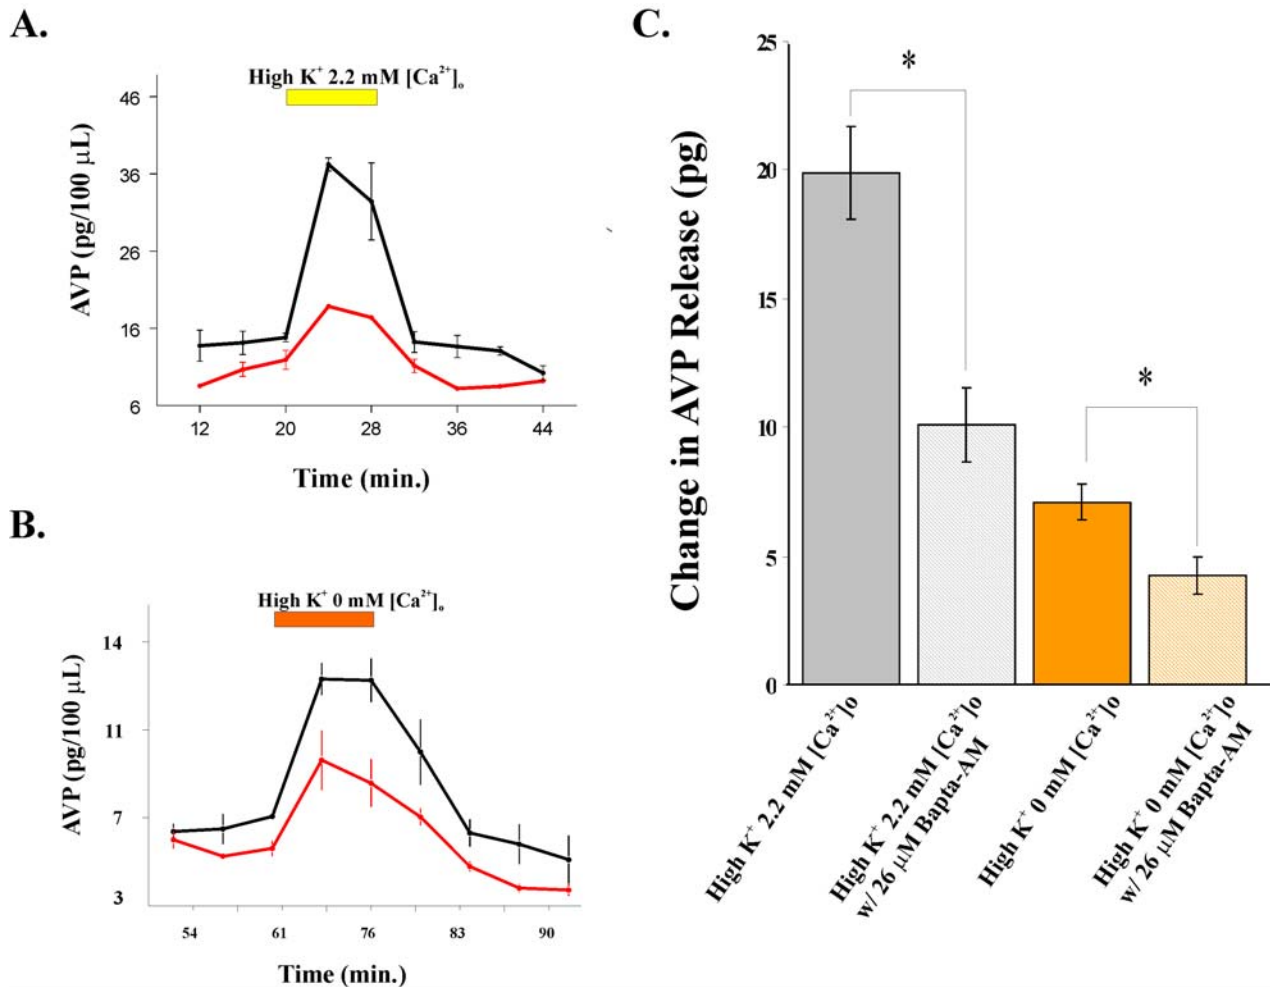 A.
High K⁺ 2.2 mM [Ca²⁺]ₒ
46
36
26
16
6
AVP (pg/100 μL)
12 20 28 36 44
Time (min.)
B.
High K⁺ 0 mM [Ca²⁺]ₒ
14
11
7
3
AVP (pg/100 μL)
54 61 76 83 90
Time (min.)
C.
25
20
15
10
5
0
Change in AVP Release (pg)
*
*
High K⁺ 2.2 mM [Ca²⁺]o
High K⁺ 2.2 mM [Ca²⁺]o
w/ 26 μM Bapta-AM
High K⁺ 0 mM [Ca²⁺]o
High K⁺ 0 mM [Ca²⁺]o
w/ 26 μM Bapta-AM